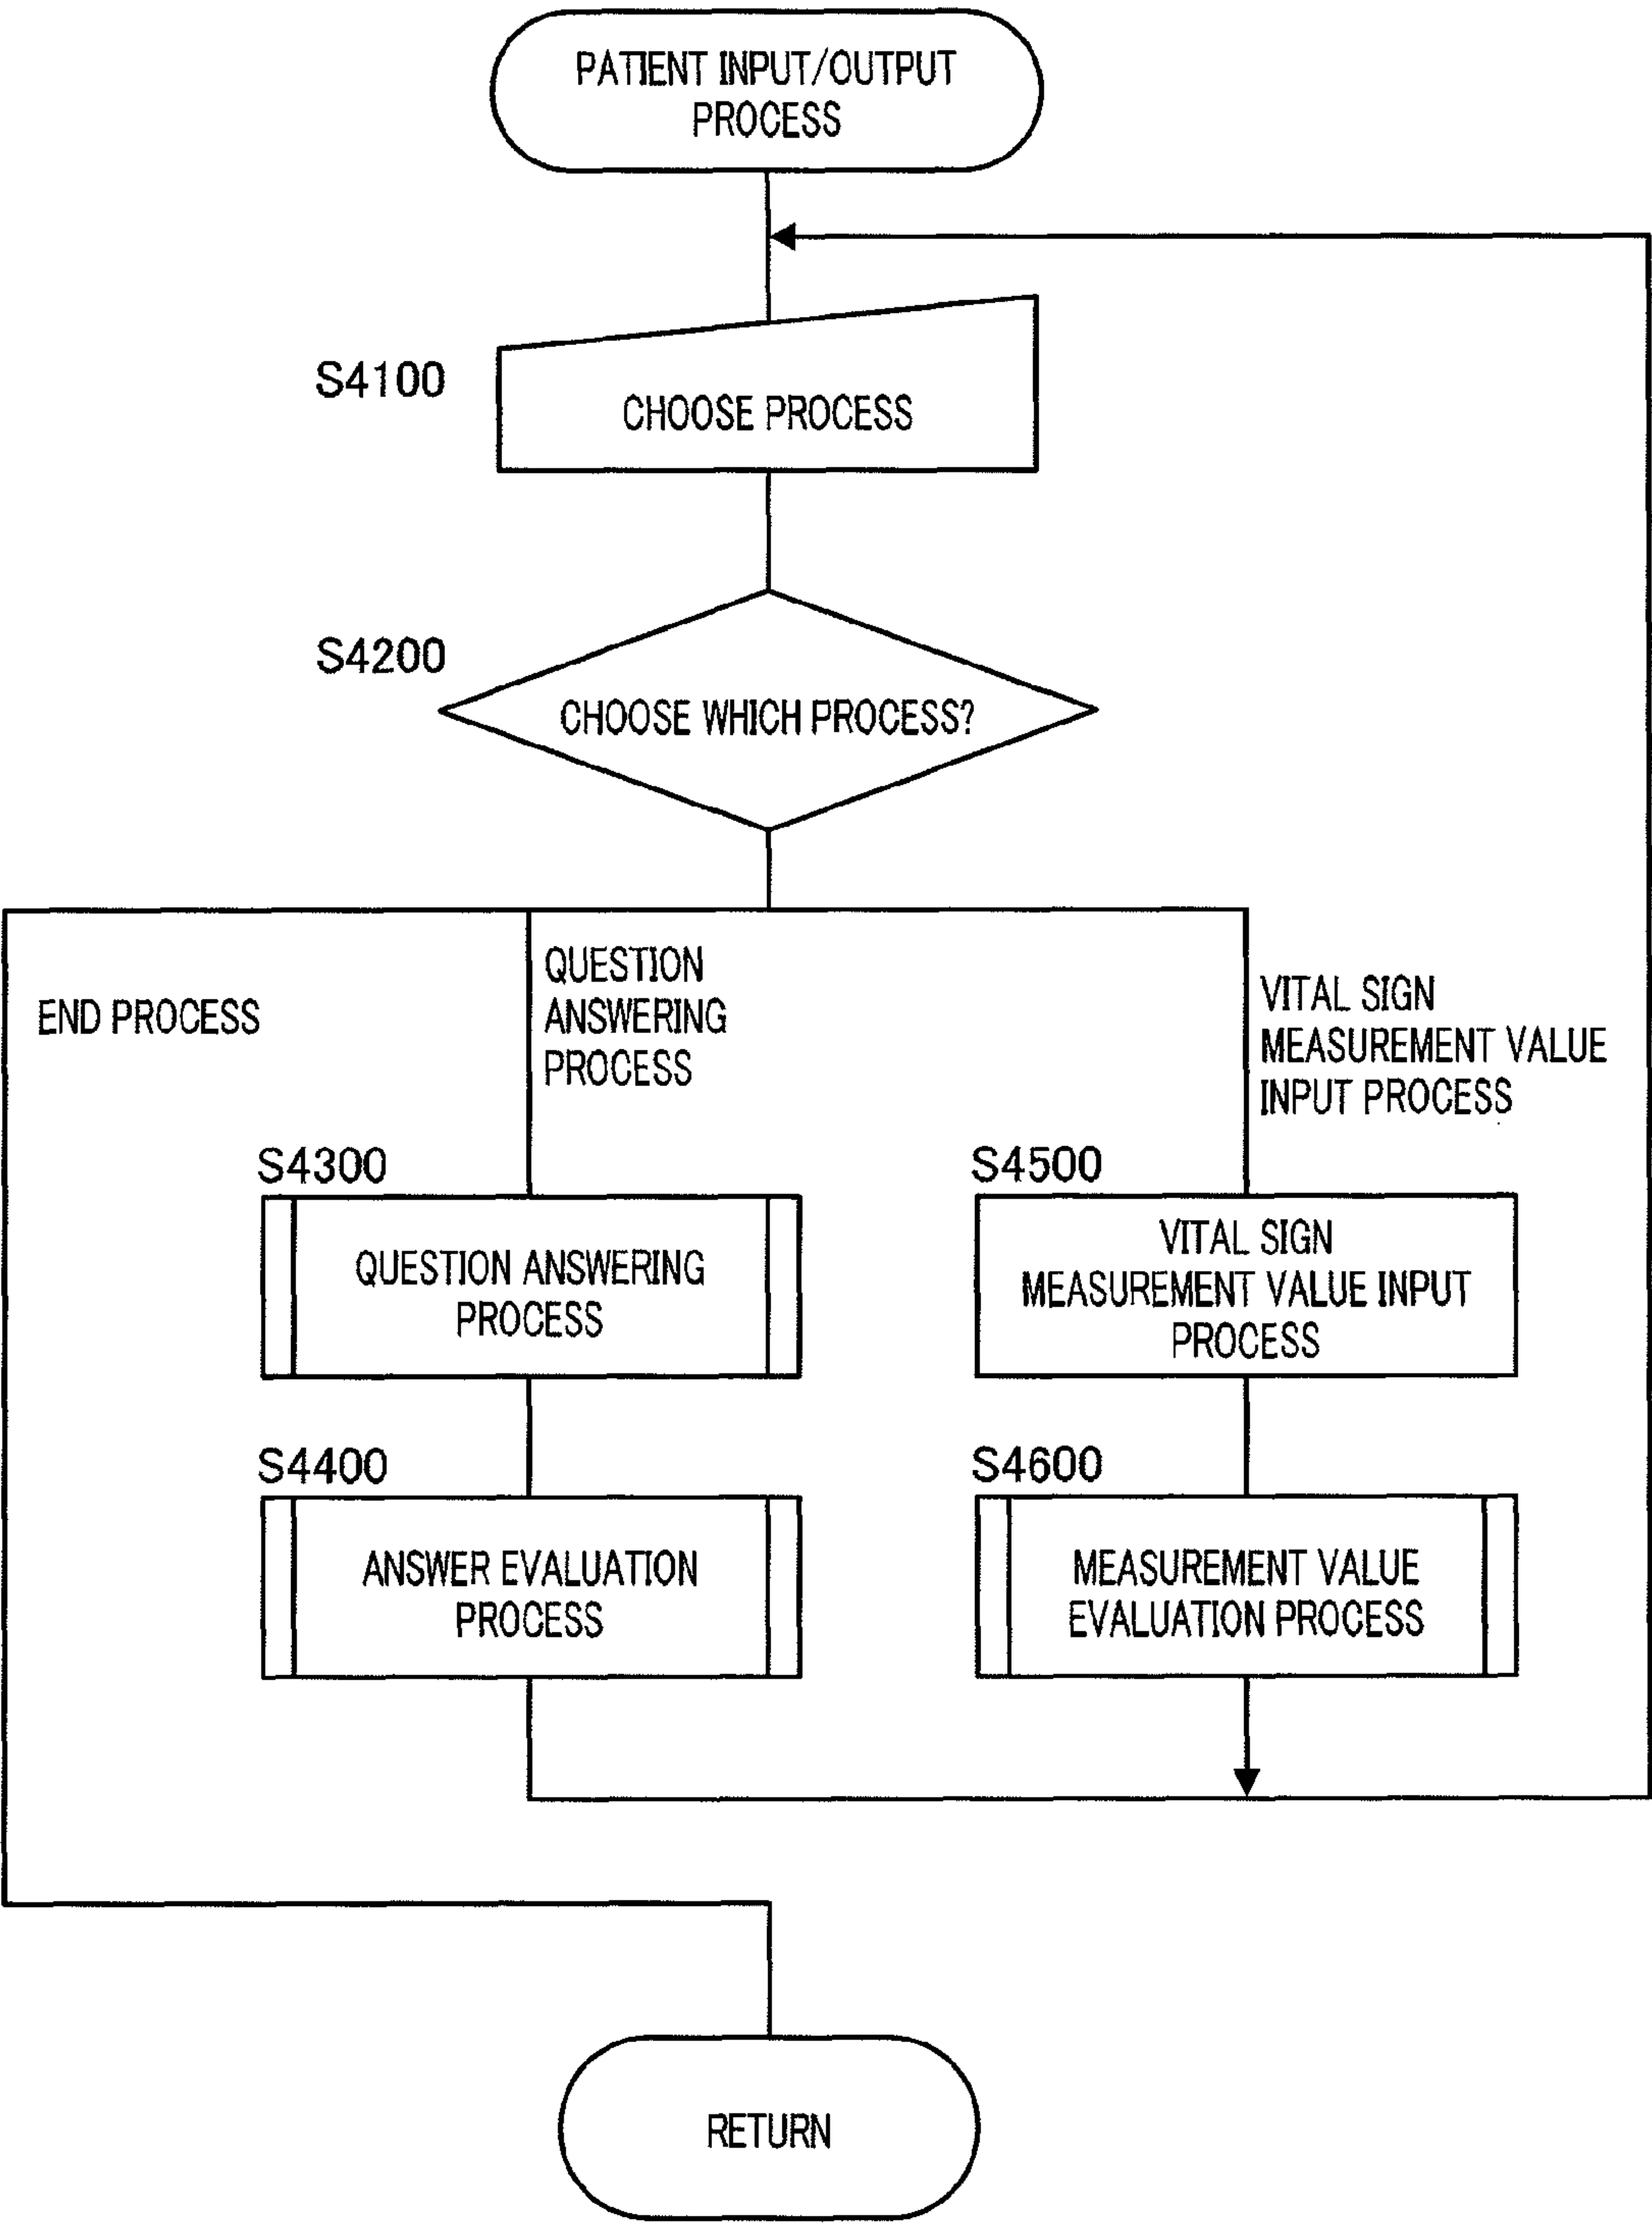 PATIENT INPUT/OUTPUT
PROCESS
S4100
CHOOSE PROCESS
S4200
CHOOSE WHICH PROCESS?
END PROCESS
QUESTION
ANSWERING
PROCESS
VITAL SIGN
MEASUREMENT VALUE
INPUT PROCESS
S4300
QUESTION ANSWERING
PROCESS
S4500
VITAL SIGN
MEASUREMENT VALUE INPUT
PROCESS
S4400
ANSWER EVALUATION
PROCESS
S4600
MEASUREMENT VALUE
EVALUATION PROCESS
RETURN